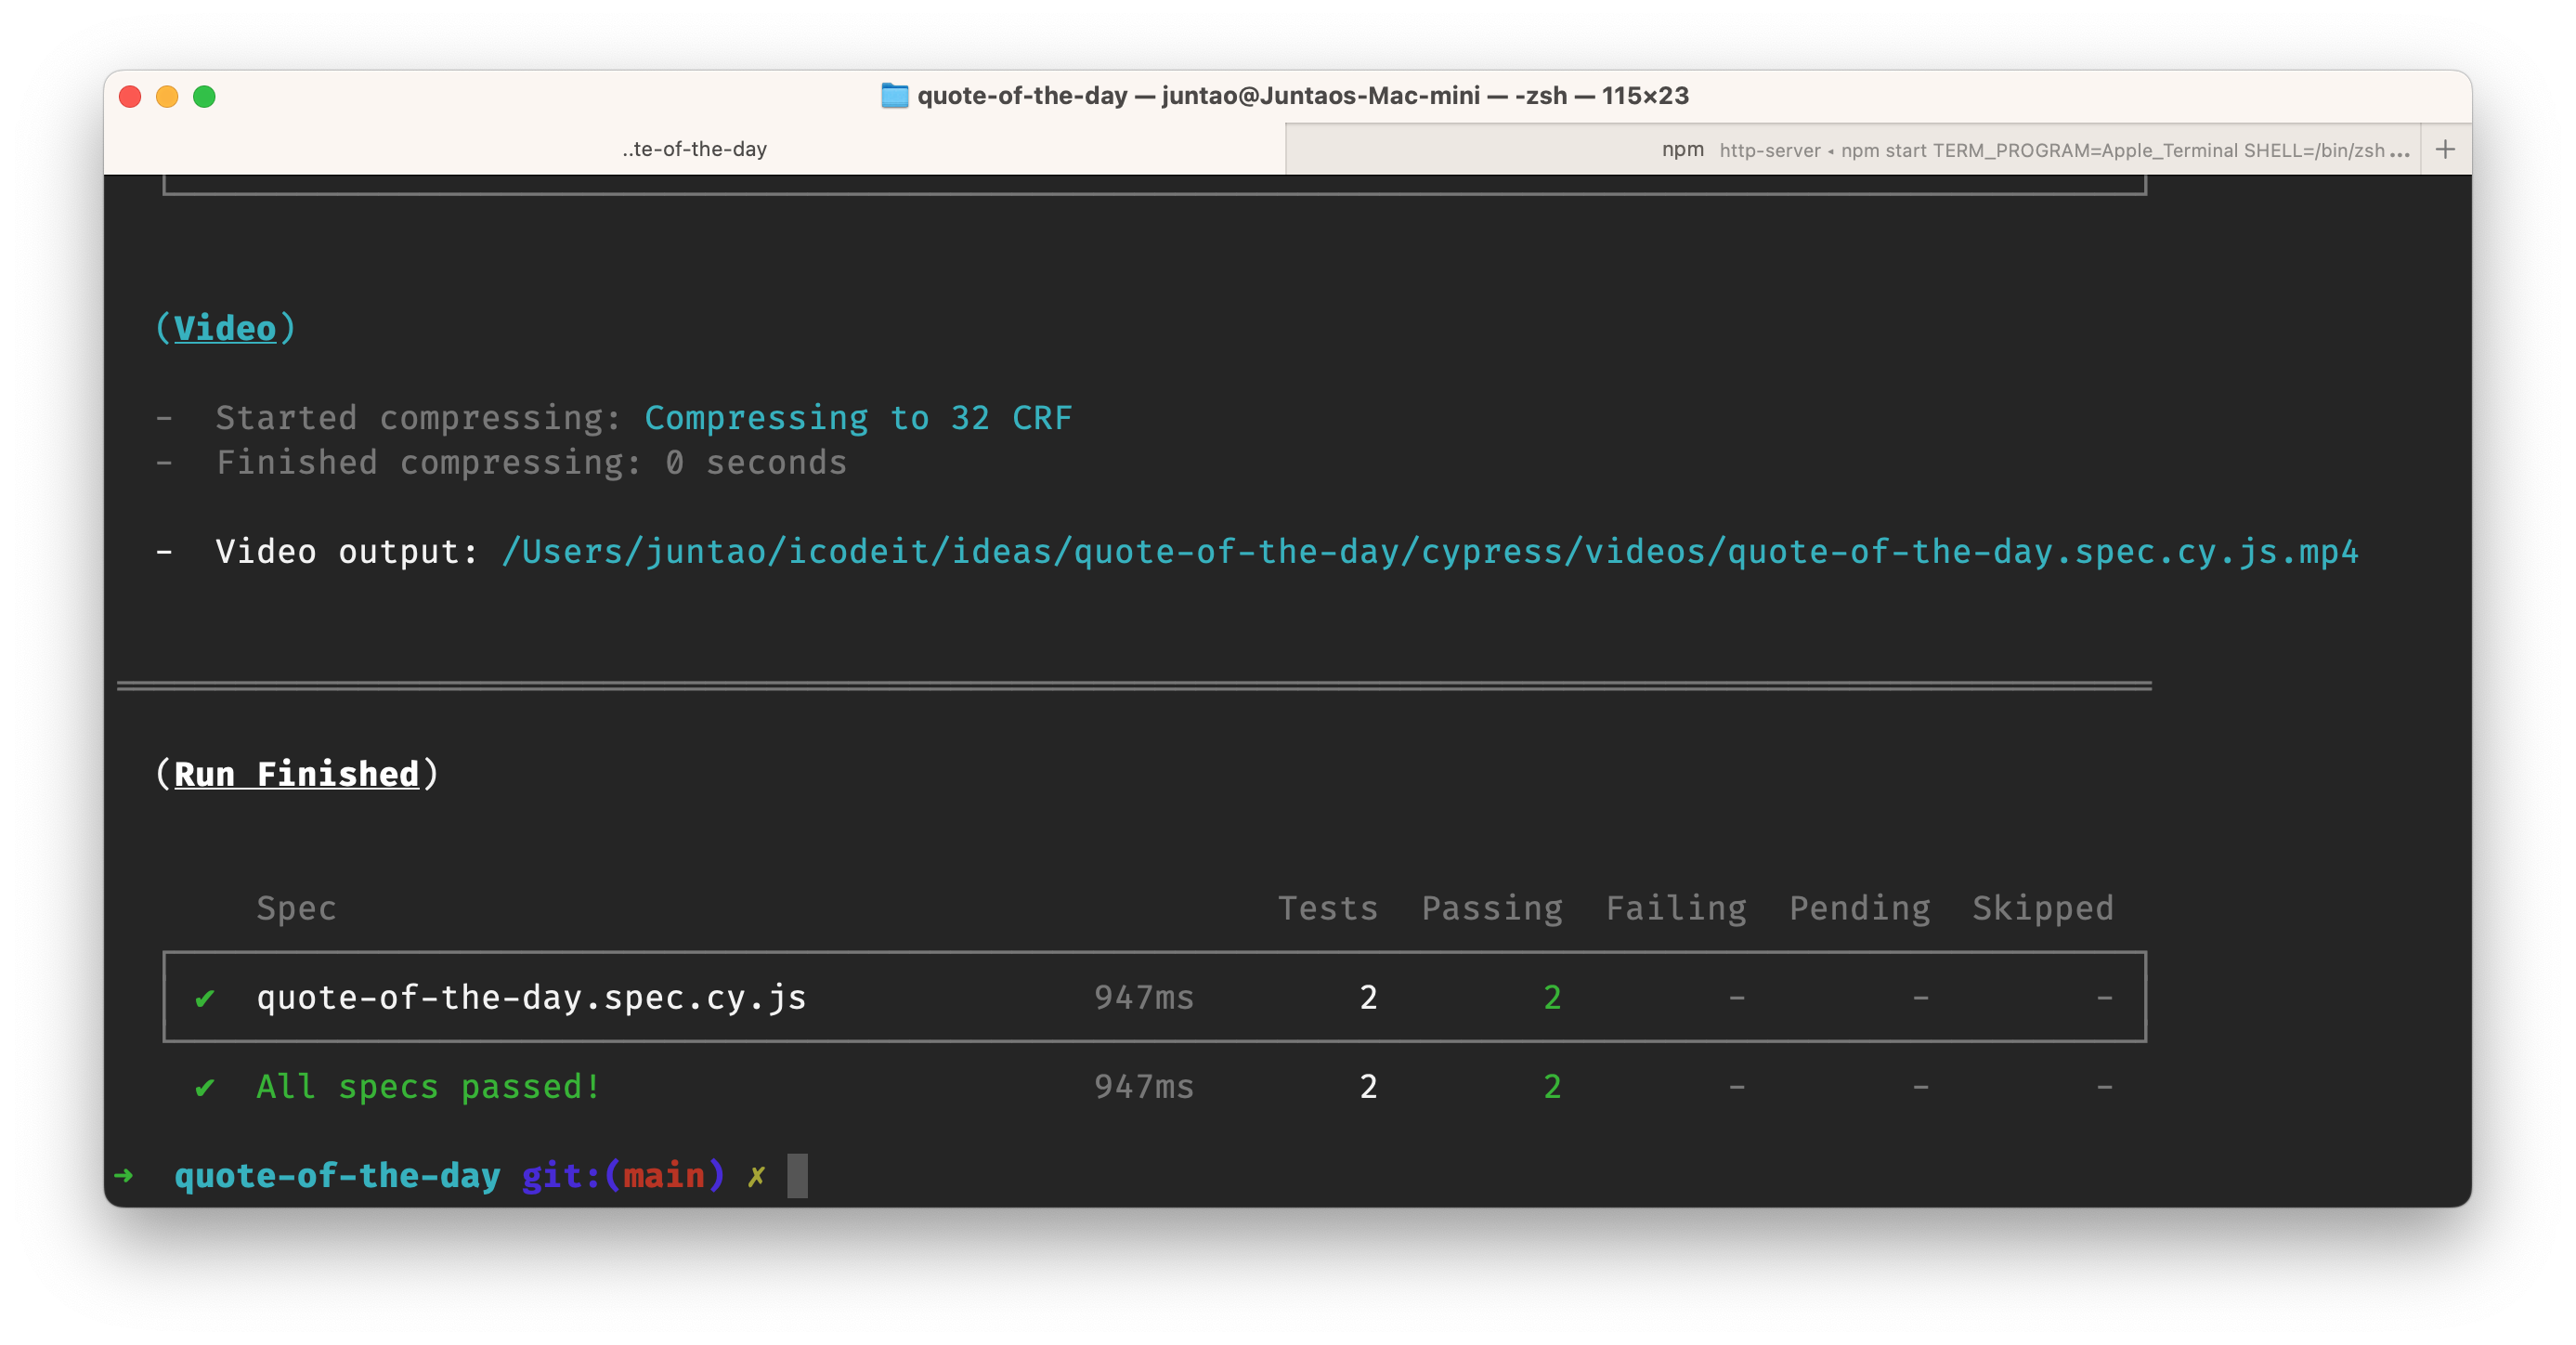 quote-of-the-day — juntao@Juntaos-Mac-mini — -zsh — 115×23
..te-of-the-day
npm http-server ◂ npm start TERM_PROGRAM=Apple_Terminal SHELL=/bin/zsh ... +
(Video)
- Started compressing: Compressing to 32 CRF
- Finished compressing: 0 seconds
- Video output: /Users/juntao/icodeit/ideas/quote-of-the-day/cypress/videos/quote-of-the-day.spec.cy.js.mp4
(Run Finished)
Spec Tests Passing Failing Pending Skipped
✔ quote-of-the-day.spec.cy.js 947ms 2 2 - - -
✔ All specs passed! 947ms 2 2 - - -
➜ quote-of-the-day git:(main) ✗